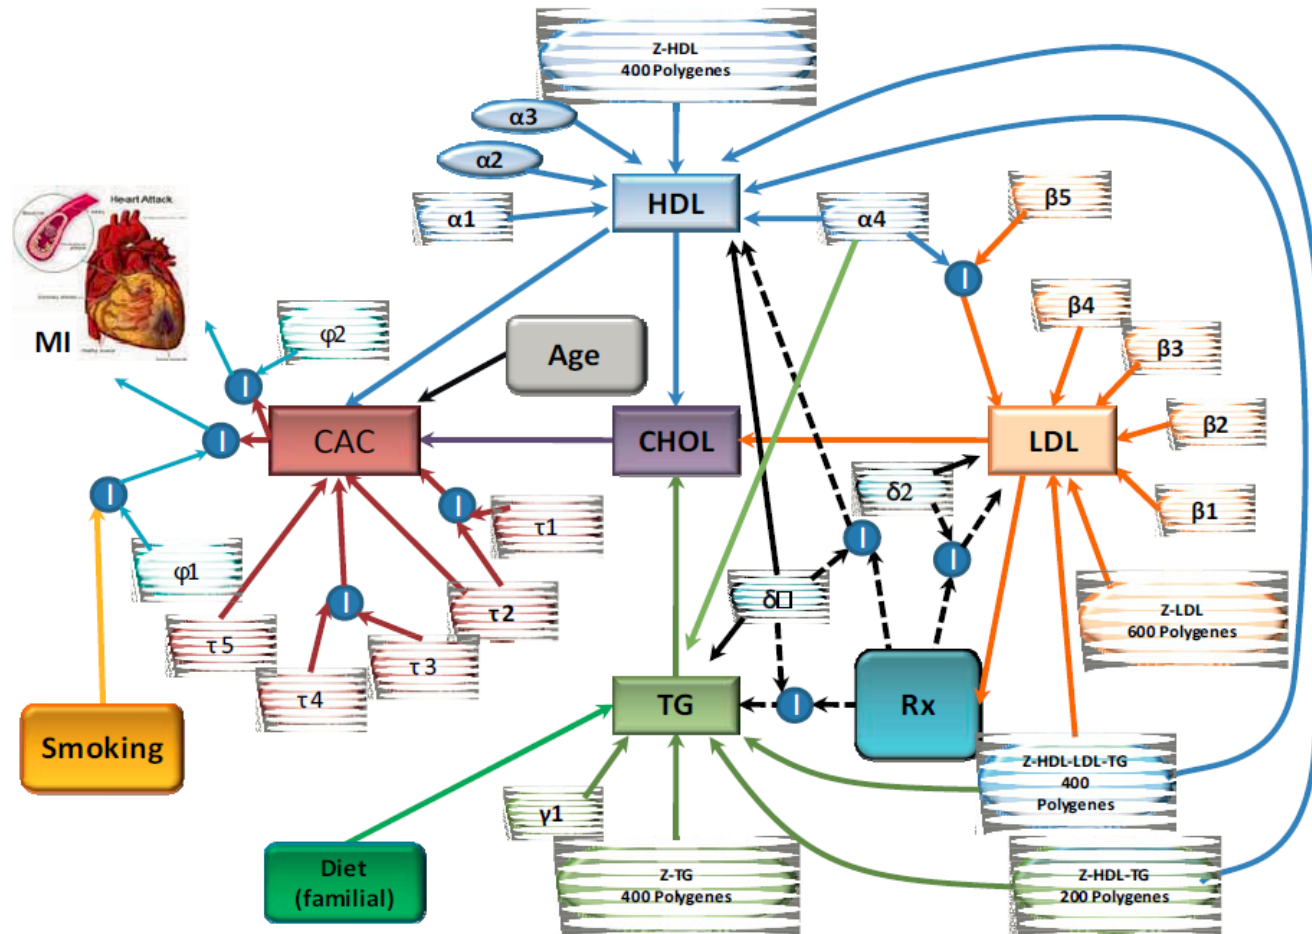 Z-HDL
400 Polygenes
α3
α2
α1
HDL
α4
β5
I
Heart Attack
MI
φ2
I
Age
β4
β3
β2
β1
CAC
CHOL
LDL
I
I
I
τ1
δ2
I
I
φ1
τ5
τ4
τ3
τ2
I
δ□
Z-LDL
600 Polygenes
Smoking
TG
I
Rx
Z-HDL-LDL-TG
400
Polygenes
γ1
Diet
(familial)
Z-TG
400 Polygenes
Z-HDL-TG
200 Polygenes